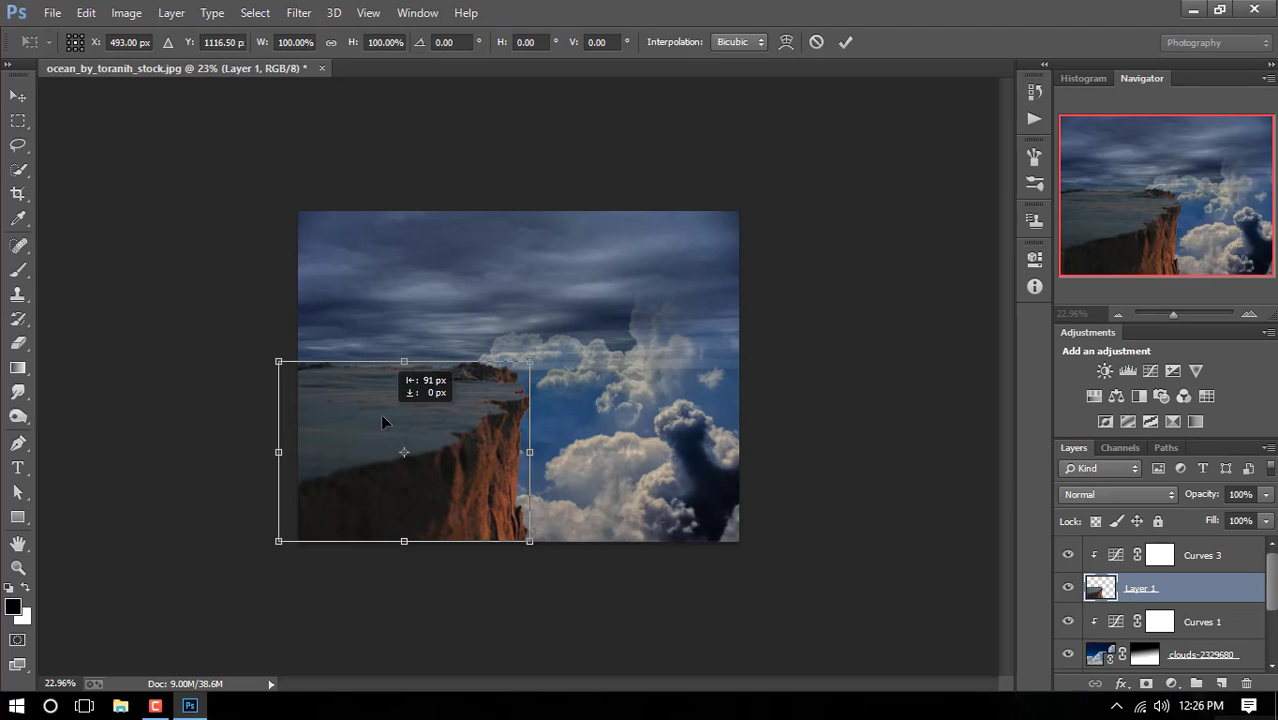 Ps File Edit Image Layer Type Select Filter 3D View Window Help
X: 493.00 px Y: 1116.50 px W: 100.00% H: 100.00% 0.00 ° H: 0.00 ° V: 0.00 ° Interpolation: Bicubic Photography
ocean_by_toranih_stock.jpg @ 23% (Layer 1, RGB/8) * ×
Histogram Navigator
22.96%
Adjustments
Add an adjustment
91 px
0 px
Layers Channels Paths
Kind
Normal Opacity: 100%
Lock: Fill: 100%
Curves 3
Layer 1
Curves 1
clouds-2329680
fx
22.96% Doc: 9.00M/38.6M
C Ps 12:26 PM